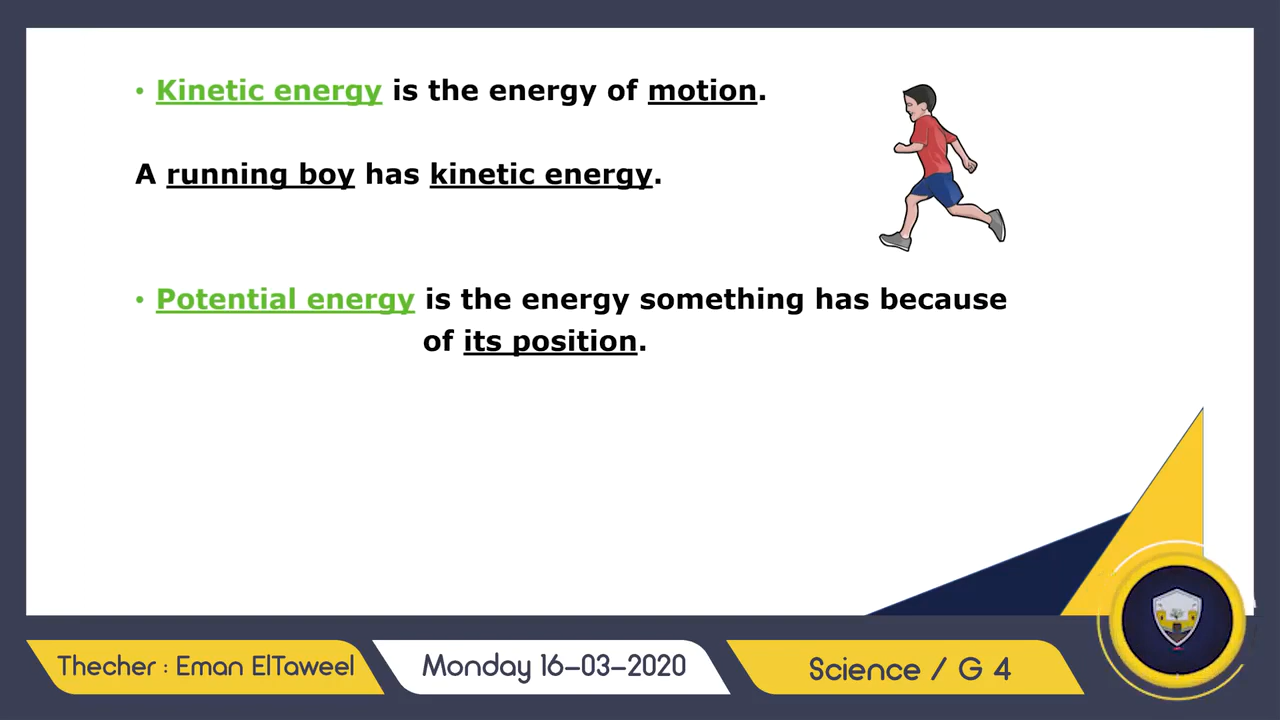 • Kinetic energy is the energy of motion.
A running boy has kinetic energy.
• Potential energy is the energy something has because
of its position.
Thecher : Eman ElTaweel
Monday 16-03-2020
Science / G 4